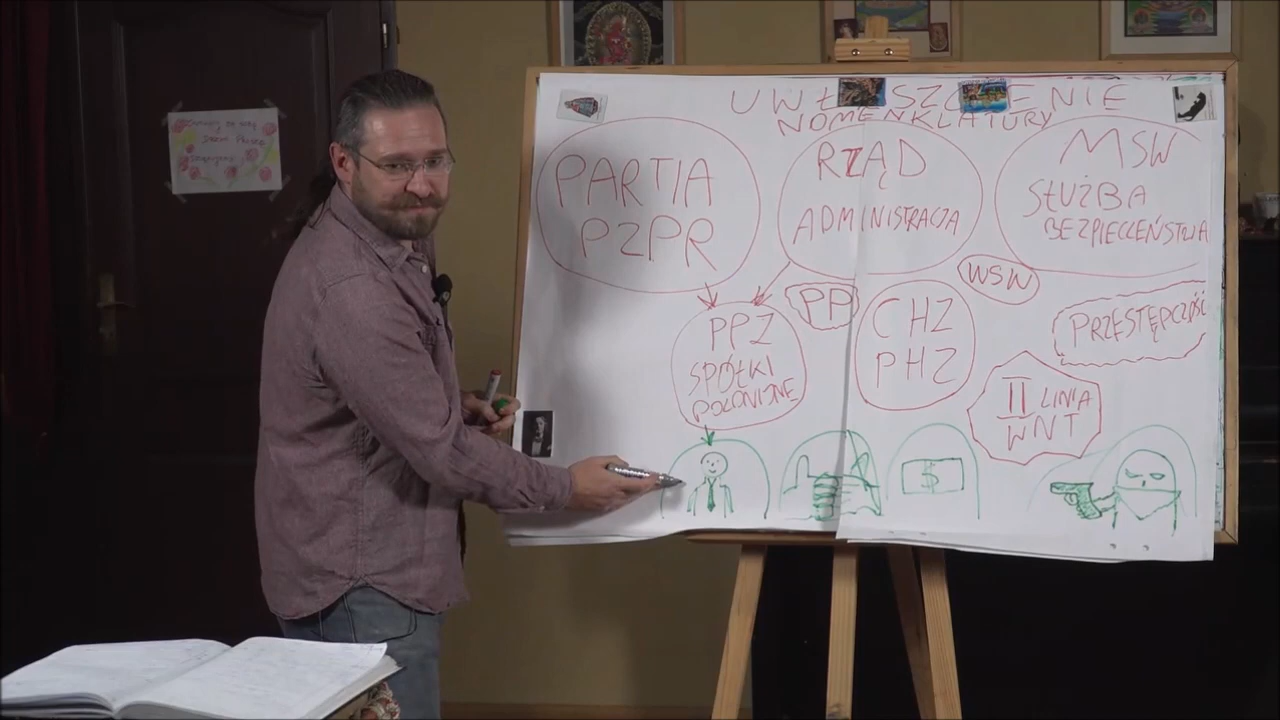 UWŁASZCZENIE
NOMENKLATURY
PARTIA
PZPR
RZĄD
ADMINISTRACJA
MSW
SŁUŻBA
BEZPIECZEŃSTWA
WSW
PPZ
SPÓŁKI
POLONIJNE
PP
CHZ
PHZ
PRZESTĘPCZOŚĆ
II LINIA
WNT
$